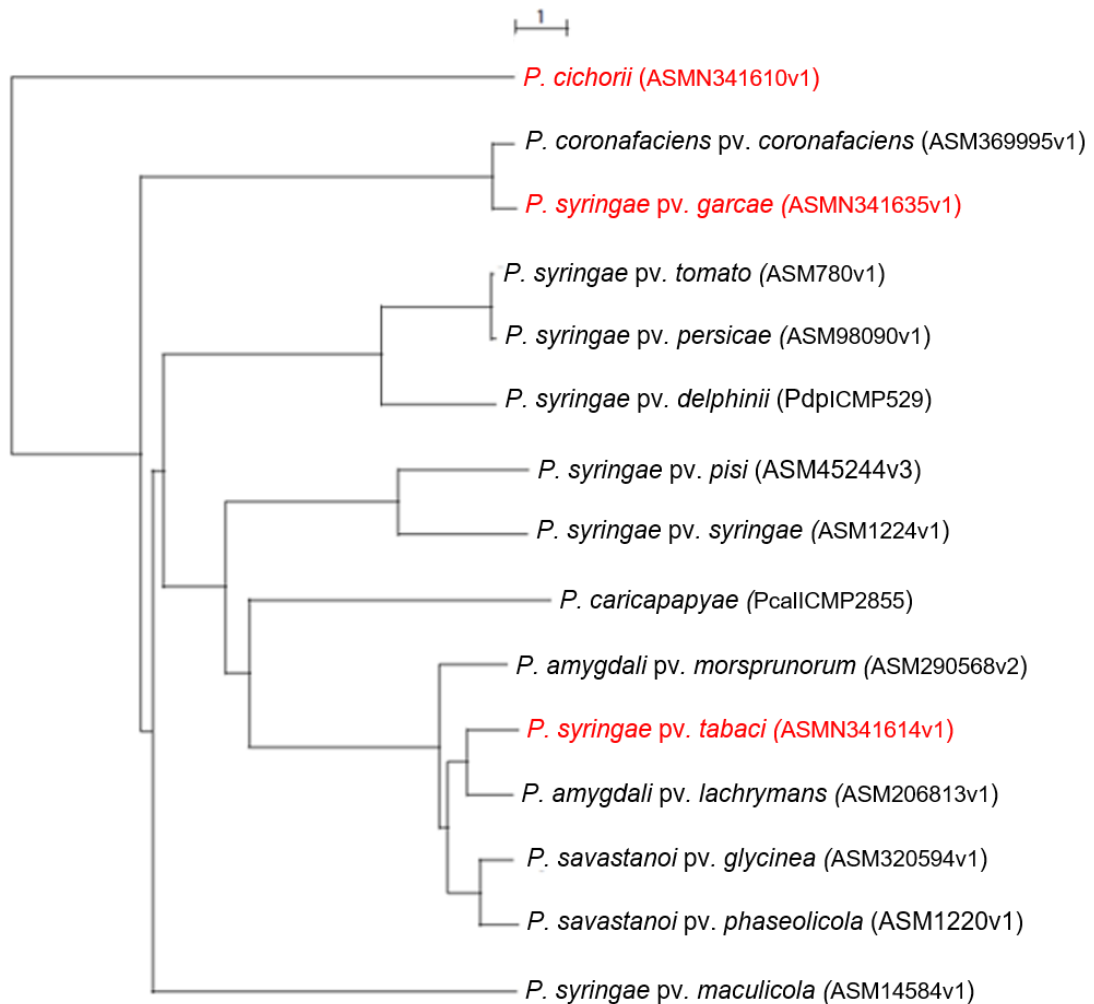 1
P. cichorii (ASMN341610v1)
P. coronafaciens pv. coronafaciens (ASM369995v1)
P. syringae pv. garcae (ASMN341635v1)
P. syringae pv. tomato (ASM780v1)
P. syringae pv. persicae (ASM98090v1)
P. syringae pv. delphinii (PdpICMP529)
P. syringae pv. pisi (ASM45244v3)
P. syringae pv. syringae (ASM1224v1)
P. caricapapyae (PcalICMP2855)
P. amygdali pv. morsprunorum (ASM290568v2)
P. syringae pv. tabaci (ASMN341614v1)
P. amygdali pv. lachrymans (ASM206813v1)
P. savastanoi pv. glycinea (ASM320594v1)
P. savastanoi pv. phaseolicola (ASM1220v1)
P. syringae pv. maculicola (ASM14584v1)